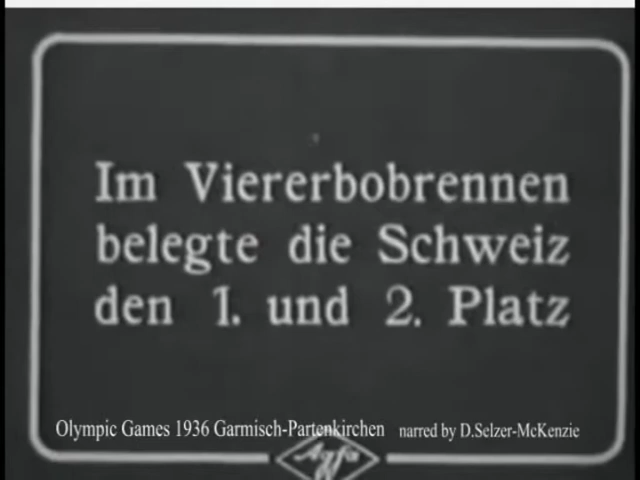 Im Viererbobrennen
belegte die Schweiz
den 1. und 2. Platz
Olympic Games 1936 Garmisch-Partenkirchen narred by D.Selzer-McKenzie
Agfa